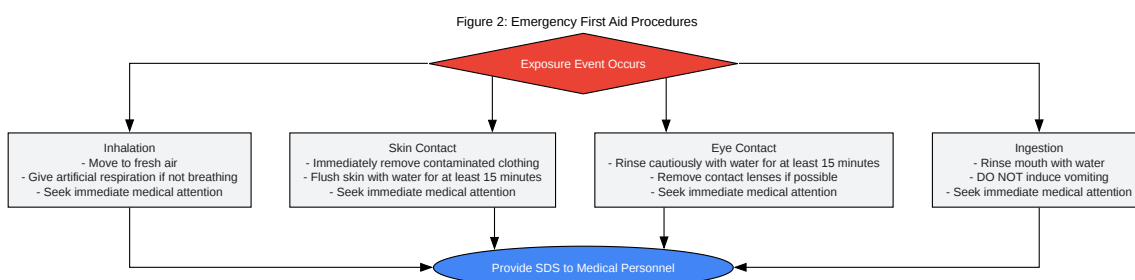 Figure 2: Emergency First Aid Procedures
Exposure Event Occurs
Inhalation
- Move to fresh air
- Give artificial respiration if not breathing
- Seek immediate medical attention
Skin Contact
- Immediately remove contaminated clothing
- Flush skin with water for at least 15 minutes
- Seek immediate medical attention
Eye Contact
- Rinse cautiously with water for at least 15 minutes
- Remove contact lenses if possible
- Seek immediate medical attention
Ingestion
- Rinse mouth with water
- DO NOT induce vomiting
- Seek immediate medical attention
Provide SDS to Medical Personnel